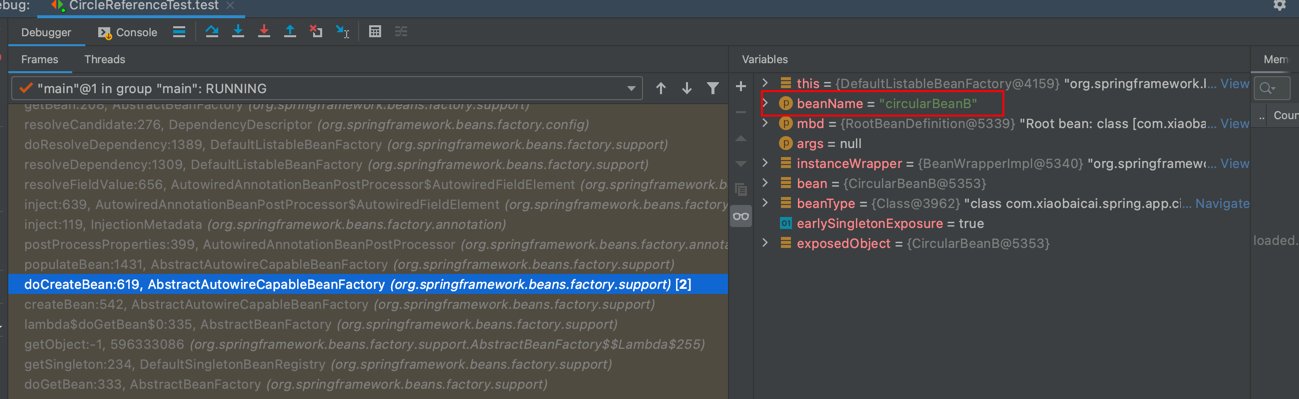 ebug: CircleReferenceTest.test ×
Debugger Console
Frames Threads
"main"@1 in group "main": RUNNING
getBean:208, AbstractBeanFactory (org.springframework.beans.factory.support)
resolveCandidate:276, DependencyDescriptor (org.springframework.beans.factory.config)
doResolveDependency:1389, DefaultListableBeanFactory (org.springframework.beans.factory.support)
resolveDependency:1309, DefaultListableBeanFactory (org.springframework.beans.factory.support)
resolveFieldValue:656, AutowiredAnnotationBeanPostProcessor$AutowiredFieldElement (org.springframework.b
inject:639, AutowiredAnnotationBeanPostProcessor$AutowiredFieldElement (org.springframework.beans.fa
inject:119, InjectionMetadata (org.springframework.beans.factory.annotation)
postProcessProperties:399, AutowiredAnnotationBeanPostProcessor (org.springframework.beans.factory.annota
populateBean:1431, AbstractAutowireCapableBeanFactory (org.springframework.beans.factory.support)
doCreateBean:619, AbstractAutowireCapableBeanFactory (org.springframework.beans.factory.support) [2]
createBean:542, AbstractAutowireCapableBeanFactory (org.springframework.beans.factory.support)
lambda$doGetBean$0:335, AbstractBeanFactory (org.springframework.beans.factory.support)
getObject:-1, 596333086 (org.springframework.beans.factory.support.AbstractBeanFactory$$Lambda$255)
getSingleton:234, DefaultSingletonBeanRegistry (org.springframework.beans.factory.support)
doGetBean:333, AbstractBeanFactory (org.springframework.beans.factory.support)
Variables
this = {DefaultListableBeanFactory@4159} "org.springframework.l... View
beanName = "circularBeanB"
mbd = {RootBeanDefinition@5339} "Root bean: class [com.xiaoba... View
args = null
instanceWrapper = {BeanWrapperImpl@5340} "org.springframew... View
bean = {CircularBeanB@5353}
beanType = {Class@3962} "class com.xiaobaicai.spring.app.ci... Navigate
earlySingletonExposure = true
exposedObject = {CircularBeanB@5353}
Mem
.. Coun
loaded.